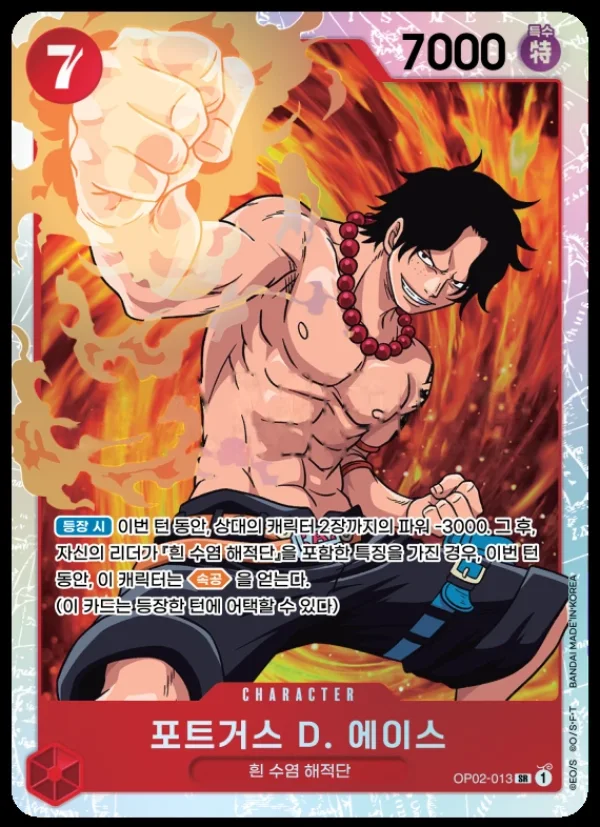 7
7000
특수
特
등장 시 이번 턴 동안, 상대의 캐릭터 2장까지의 파워 -3000. 그 후,
자신의 리더가 『흰 수염 해적단』을 포함한 특징을 가진 경우, 이번 턴
동안, 이 캐릭터는 속공 을 얻는다.
(이 카드는 등장한 턴에 어택할 수 있다)
CHARACTER
포트거스 D. 에이스
흰 수염 해적단
OP02-013 SR 1
©EO/S ©O/S·F·T BANDAI MADE IN KOREA